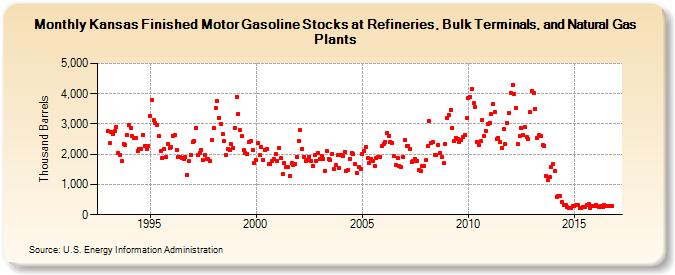 Monthly Kansas Finished Motor Gasoline Stocks at Refineries, Bulk Terminals, and Natural Gas
Plants
Thousand Barrels
5,000
4,000
3,000
2,000
1,000
0
1995
2000
2005
2010
2015
Source: U.S. Energy Information Administration